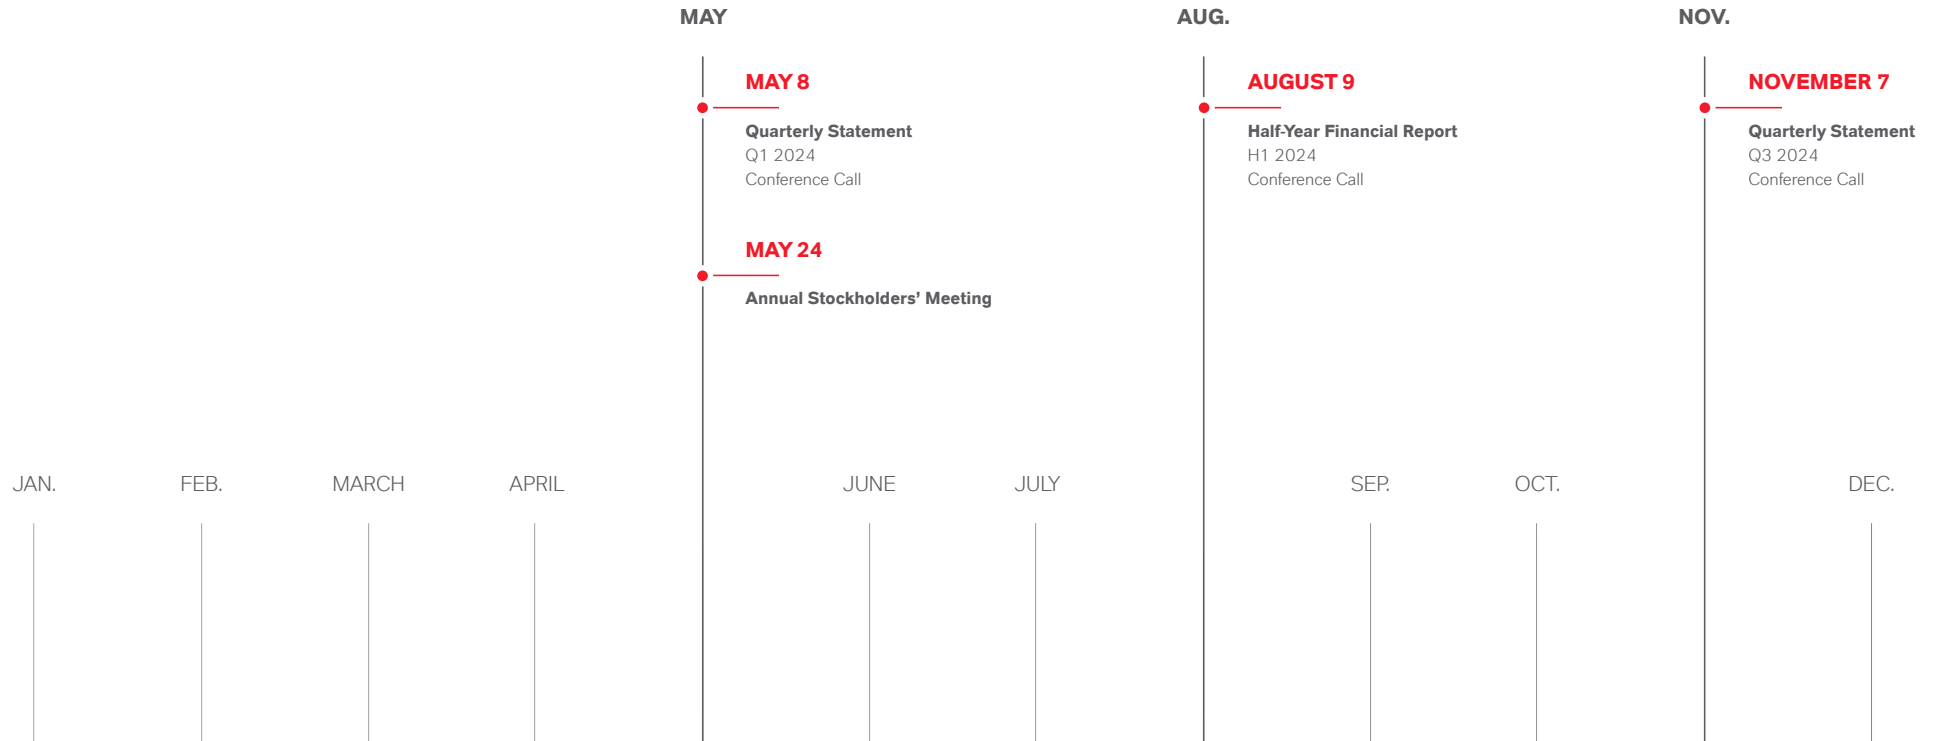 MAY
MAY 8
Quarterly Statement
Q1 2024
Conference Call
MAY 24
Annual Stockholders’ Meeting
AUG.
AUGUST 9
Half-Year Financial Report
H1 2024
Conference Call
NOV.
NOVEMBER 7
Quarterly Statement
Q3 2024
Conference Call
JAN.
FEB.
MARCH
APRIL
JUNE
JULY
SEP.
OCT.
DEC.